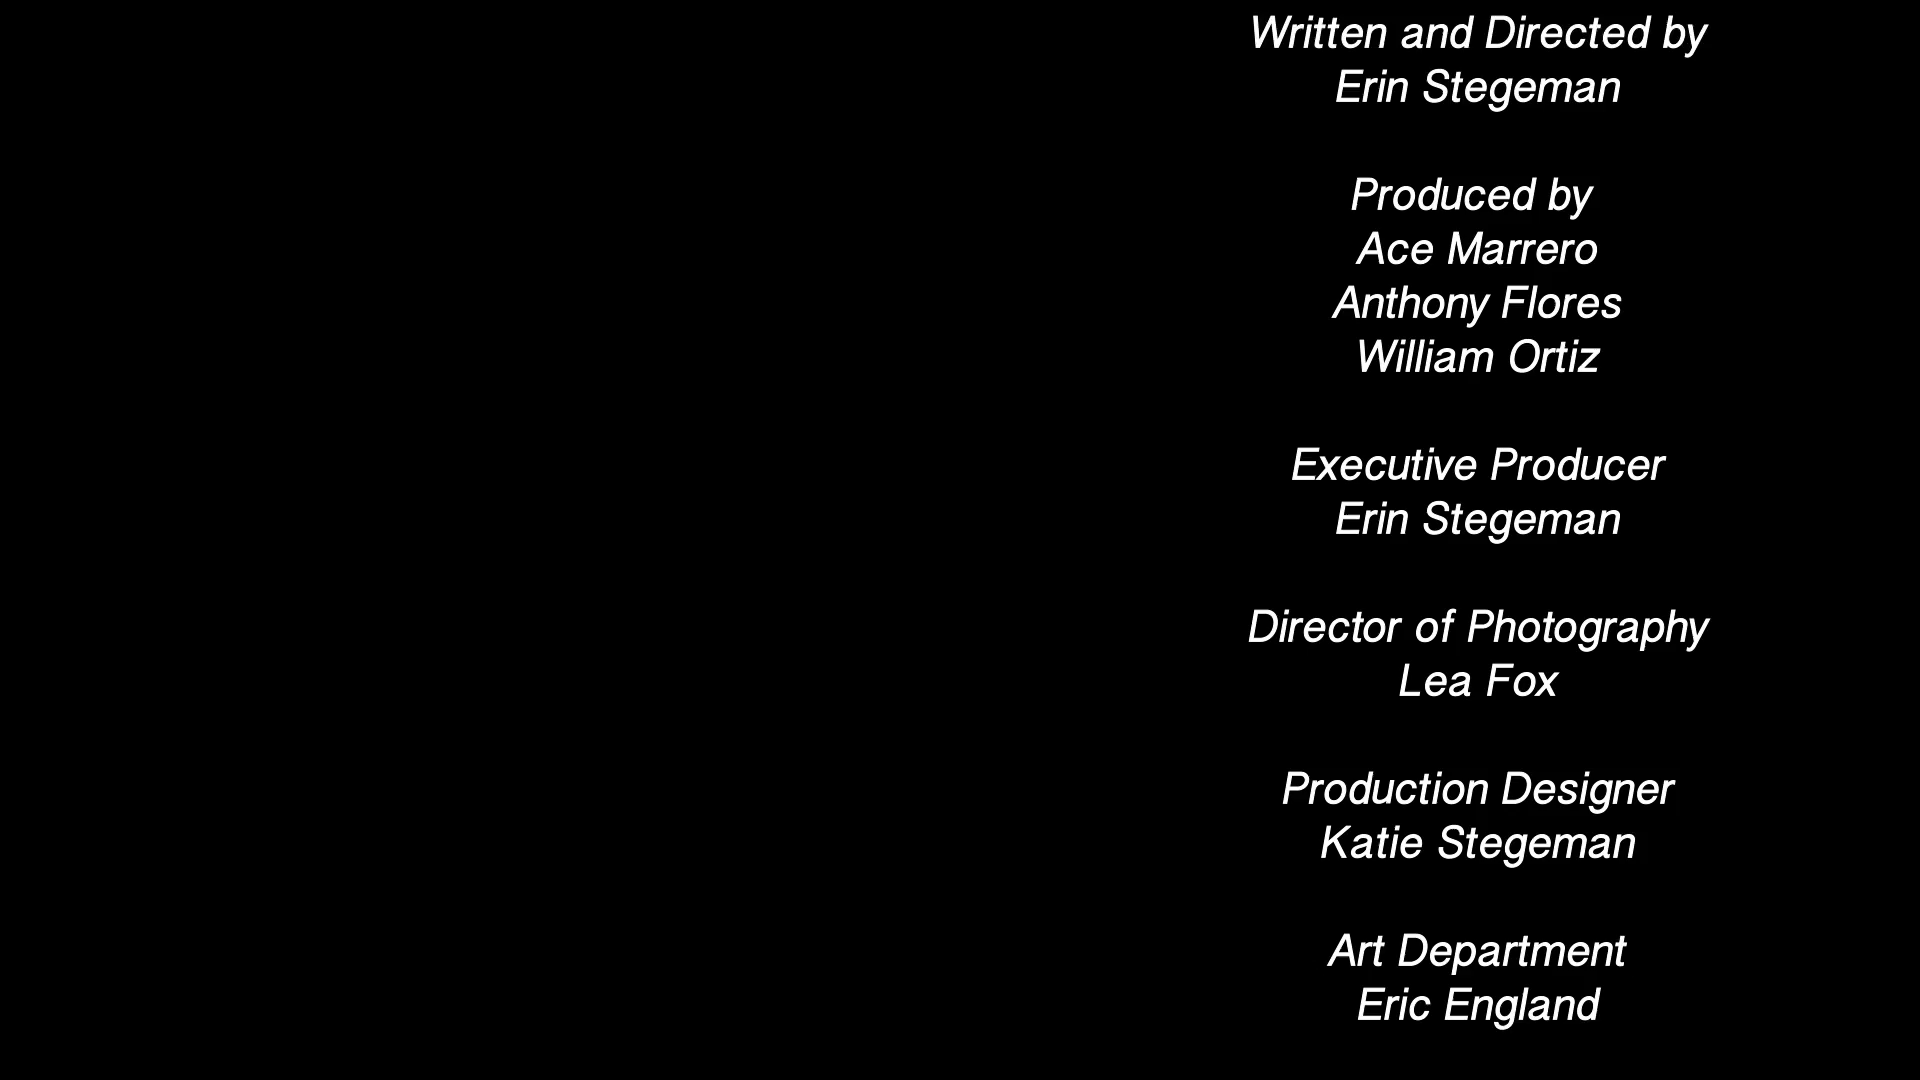 Written and Directed by
Erin Stegeman
Produced by
Ace Marrero
Anthony Flores
William Ortiz
Executive Producer
Erin Stegeman
Director of Photography
Lea Fox
Production Designer
Katie Stegeman
Art Department
Eric England